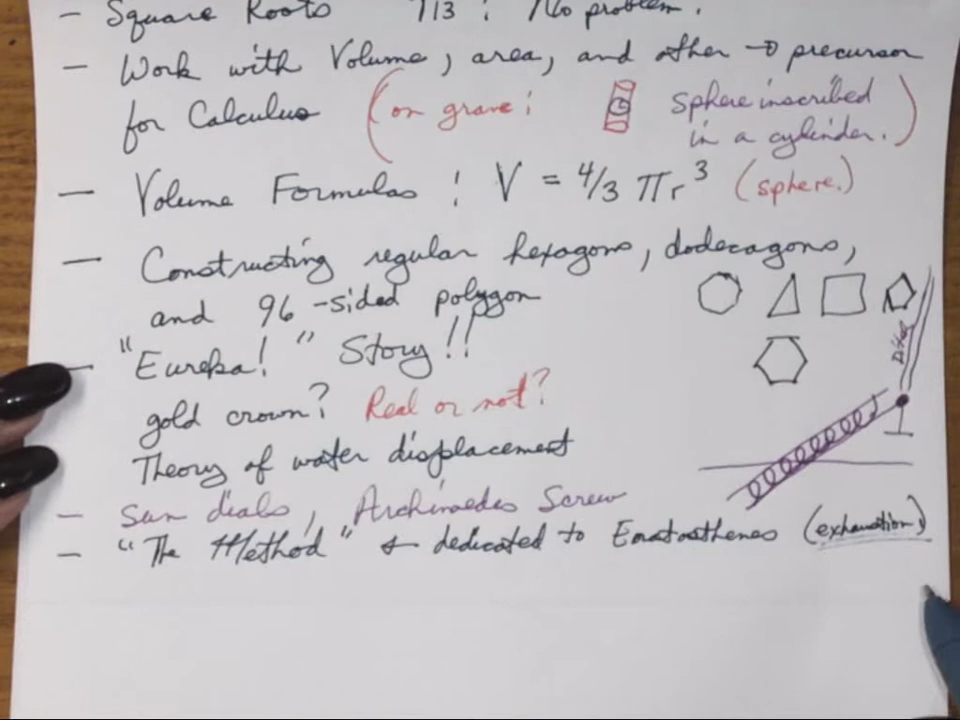 - Square Roots √13 : No problem.
- Work with Volume, area, and other → precursor
for Calculus (on grave: sphere inscribed
in a cylinder.)
- Volume Formulas : V = 4/3 πr³ (sphere.)
- Constructing regular hexagons, dodecagons,
and 96-sided polygon
- "Eureka!" Story!!
gold crown? Real or not?
Theory of water displacement
- Sun dials, Archimedes Screw
- "The Method" ← dedicated to Eratosthenes (exhaustion)